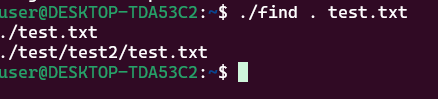 user@DESKTOP-TDA53C2:~$ ./find . test.txt
./test.txt
./test/test2/test.txt
user@DESKTOP-TDA53C2:~$